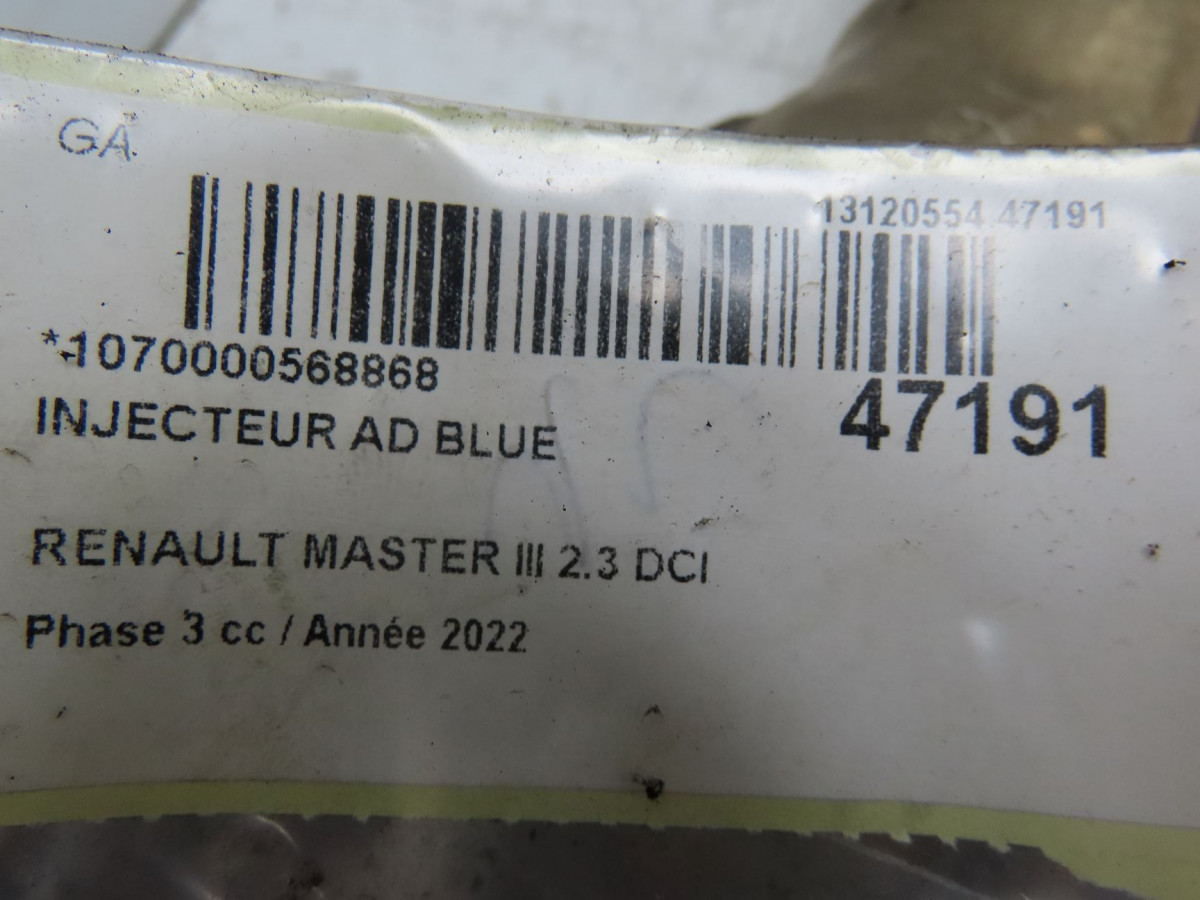 GA
13120554 47191
*1070000568868
47191
INJECTEUR AD BLUE
RENAULT MASTER III 2.3 DCI
Phase 3 cc / Année 2022